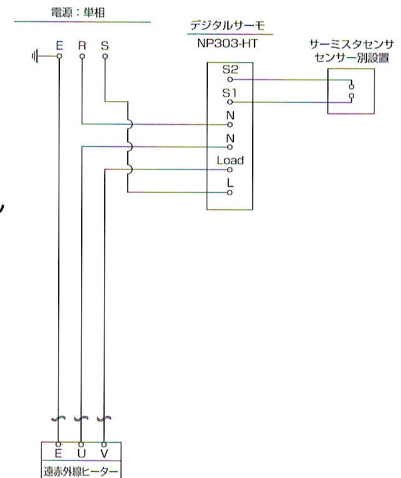 電源：単相
E R S
デジタルサーモ
NP303-HT
サーミスタセンサ
センサー別設置
S2
S1
N
N
Load
L
E U V
遠赤外線ヒーター